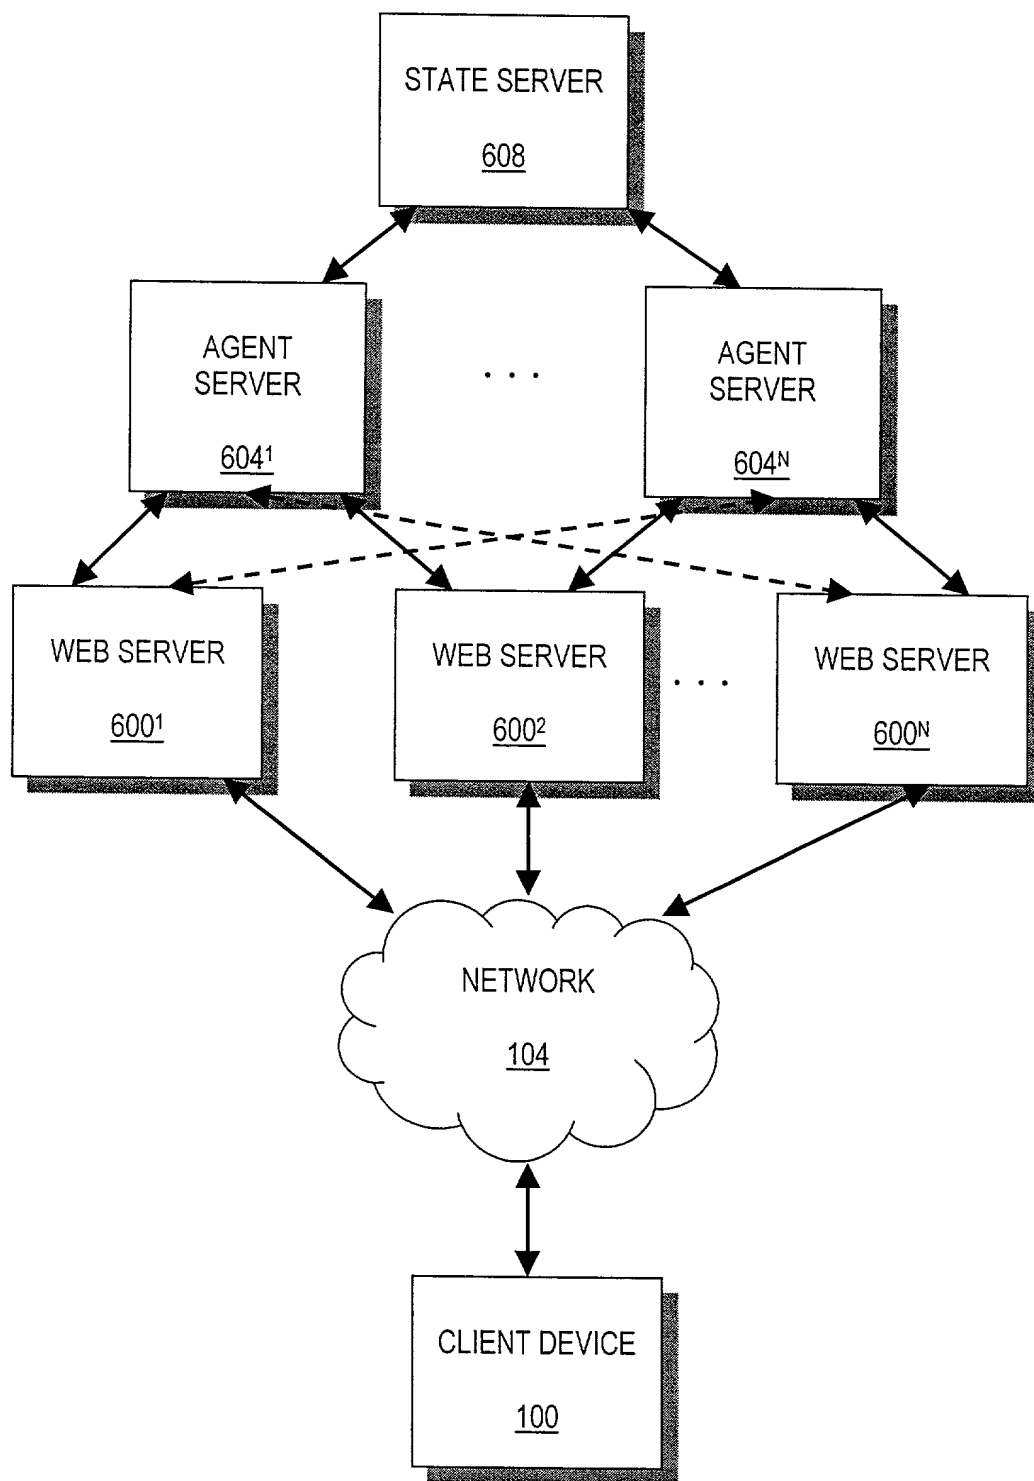 STATE SERVER
608
AGENT
SERVER
604¹
. . .
AGENT
SERVER
604ᴺ
WEB SERVER
600¹
WEB SERVER
600²
. . .
WEB SERVER
600ᴺ
NETWORK
104
CLIENT DEVICE
100